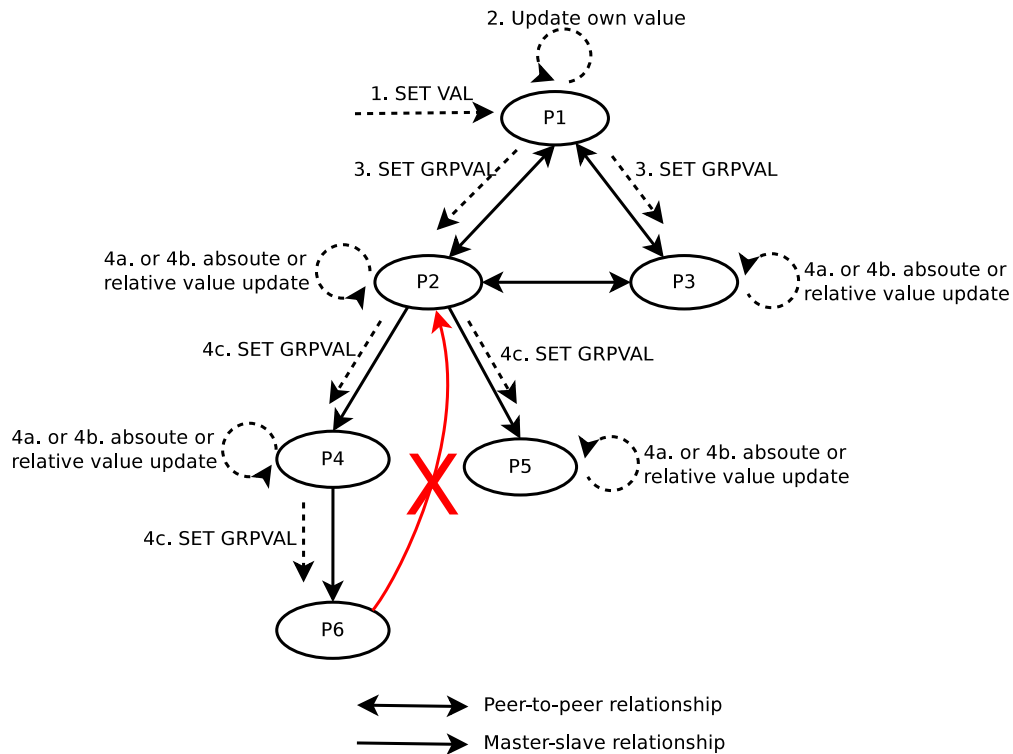 2. Update own value
1. SET VAL
P1
3. SET GRPVAL
3. SET GRPVAL
4a. or 4b. absoute or
relative value update
P2
P3
4a. or 4b. absoute or
relative value update
4c. SET GRPVAL
4c. SET GRPVAL
4a. or 4b. absoute or
relative value update
P4
X
P5
4a. or 4b. absoute or
relative value update
4c. SET GRPVAL
P6
Peer-to-peer relationship
Master-slave relationship